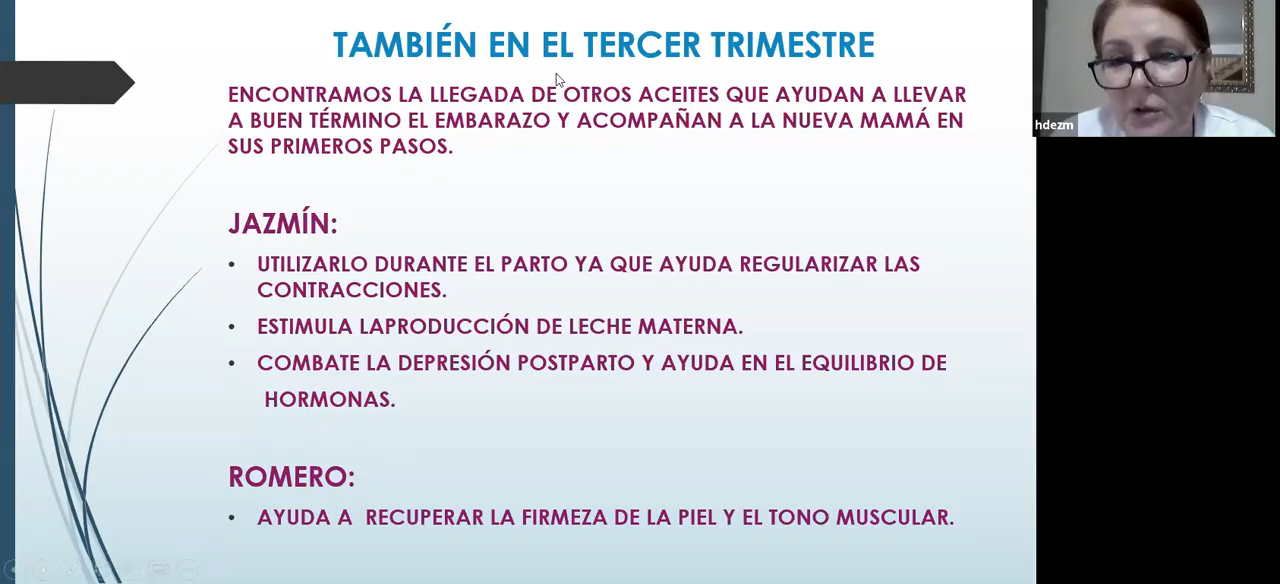 TAMBIÉN EN EL TERCER TRIMESTRE
ENCONTRAMOS LA LLEGADA DE OTROS ACEITES QUE AYUDAN A LLEVAR
A BUEN TÉRMINO EL EMBARAZO Y ACOMPAÑAN A LA NUEVA MAMÁ EN
SUS PRIMEROS PASOS.
JAZMÍN:
• UTILIZARLO DURANTE EL PARTO YA QUE AYUDA REGULARIZAR LAS
CONTRACCIONES.
• ESTIMULA LAPRODUCCIÓN DE LECHE MATERNA.
• COMBATE LA DEPRESIÓN POSTPARTO Y AYUDA EN EL EQUILIBRIO DE
HORMONAS.
ROMERO:
• AYUDA A  RECUPERAR LA FIRMEZA DE LA PIEL Y EL TONO MUSCULAR.
hdezm